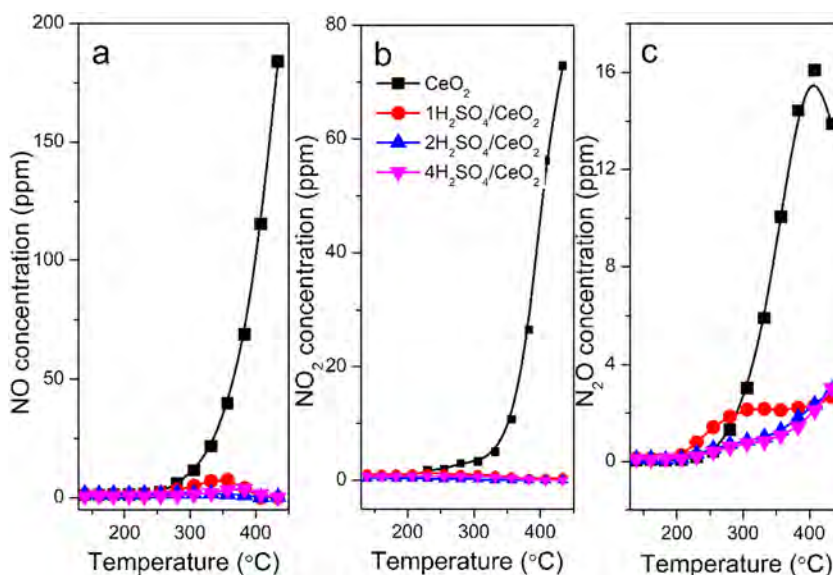 a
NO concentration (ppm)
200
150
100
50
0
200
300
400
Temperature (°C)
b
NO₂ concentration (ppm)
80
60
40
20
0
CeO₂
1H₂SO₄/CeO₂
2H₂SO₄/CeO₂
4H₂SO₄/CeO₂
200
300
400
Temperature (°C)
c
N₂O concentration (ppm)
16
12
8
4
0
200
300
400
Temperature (°C)